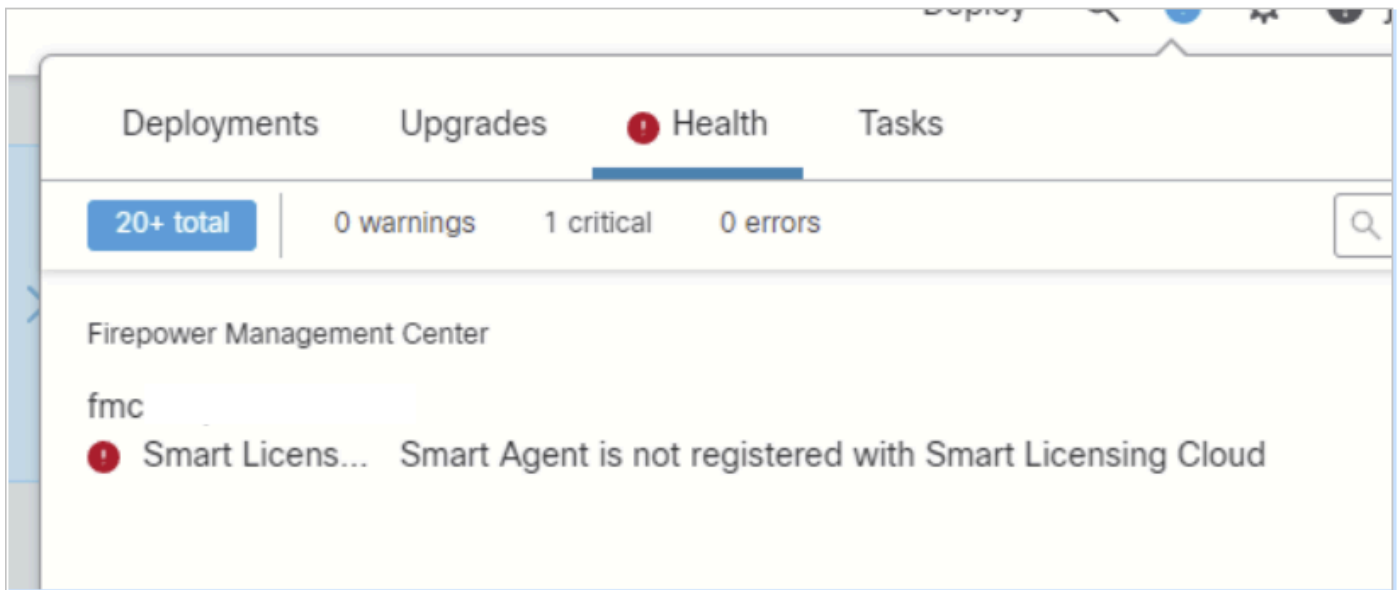 Deploy
Deployments Upgrades Health Tasks
20+ total 0 warnings 1 critical 0 errors
Firepower Management Center
fmc
Smart Licens... Smart Agent is not registered with Smart Licensing Cloud